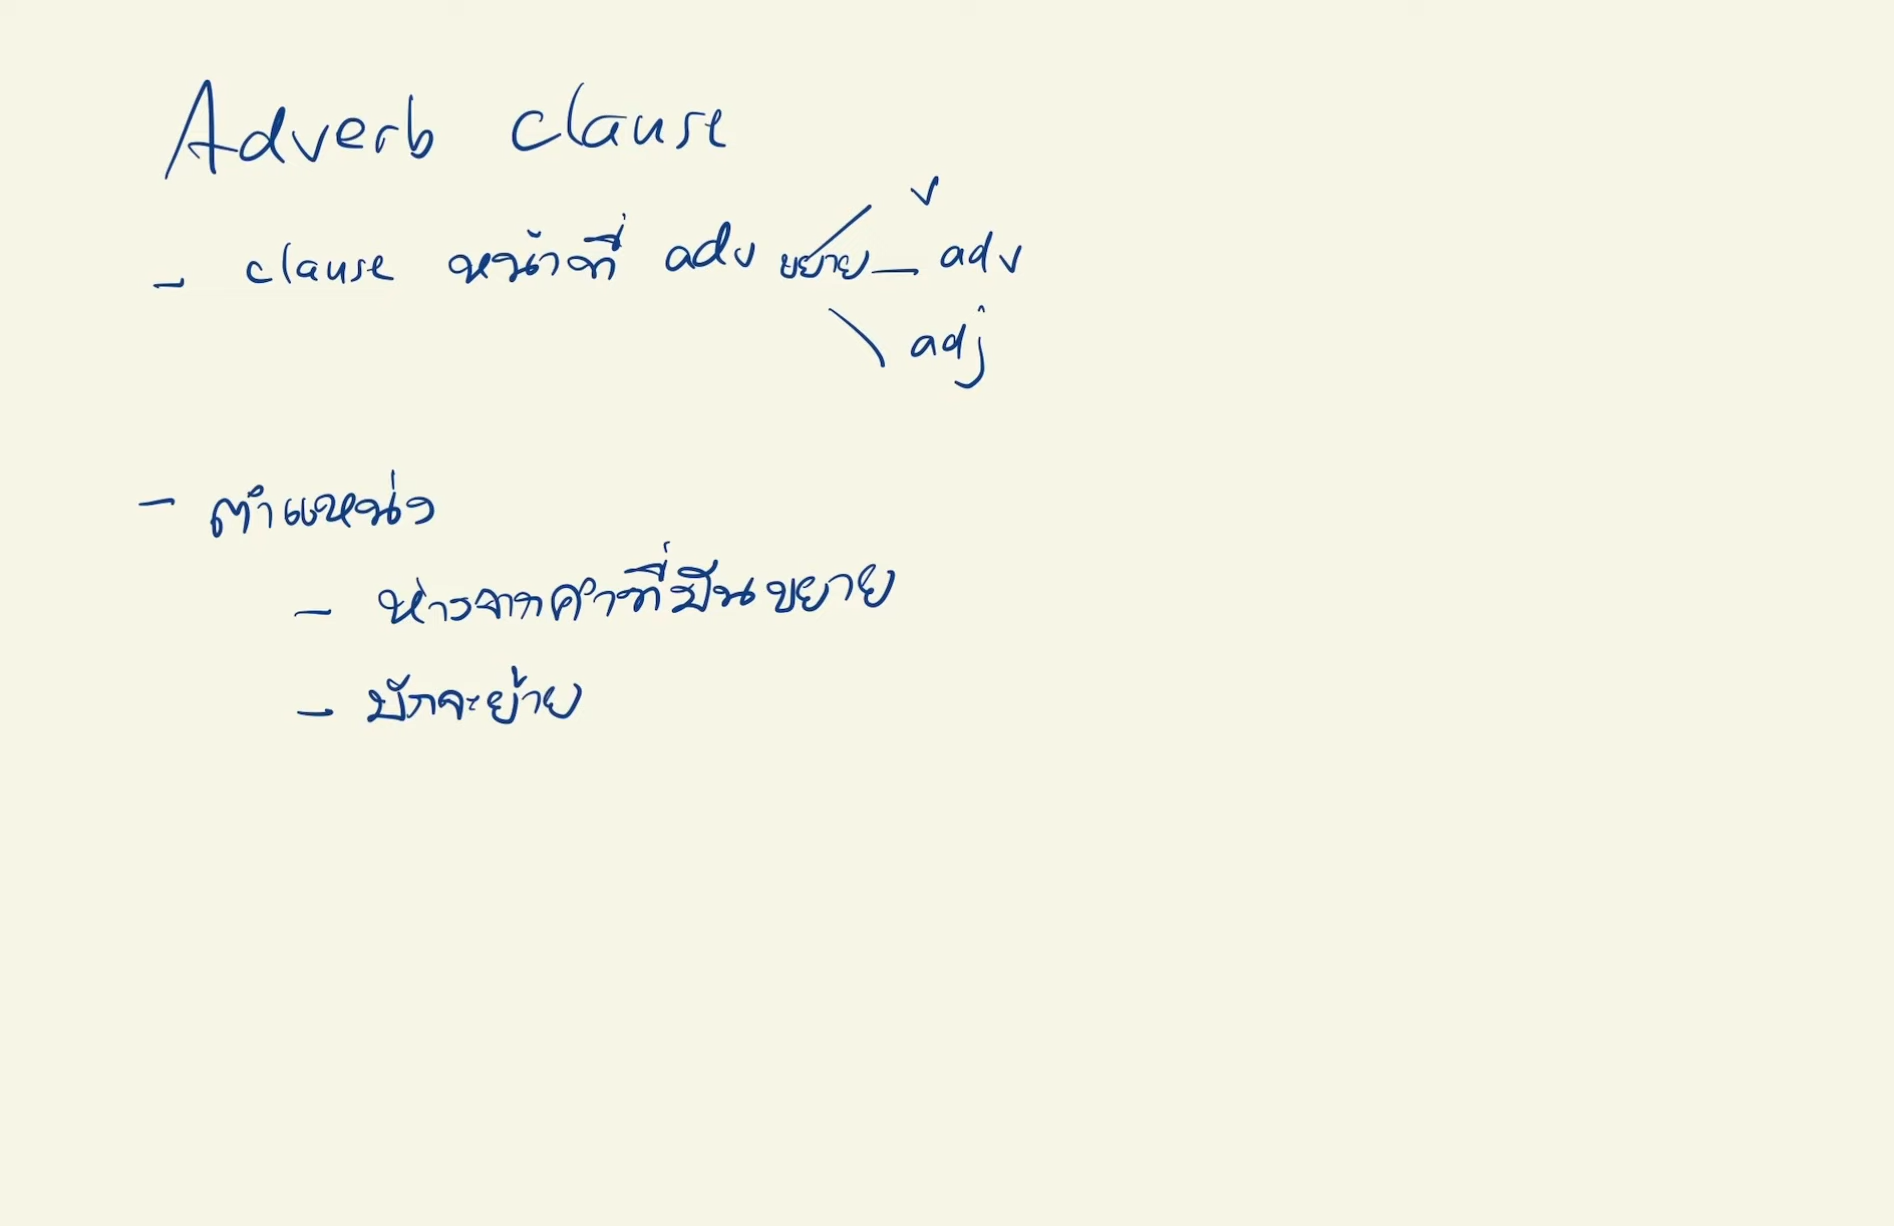 Adverb clause
v
- clause หน้าที่ adv ขยาย - adv
adj
- ตำแหน่ง
- ห่างจากคำที่มันขยาย
- มักจะย้าย